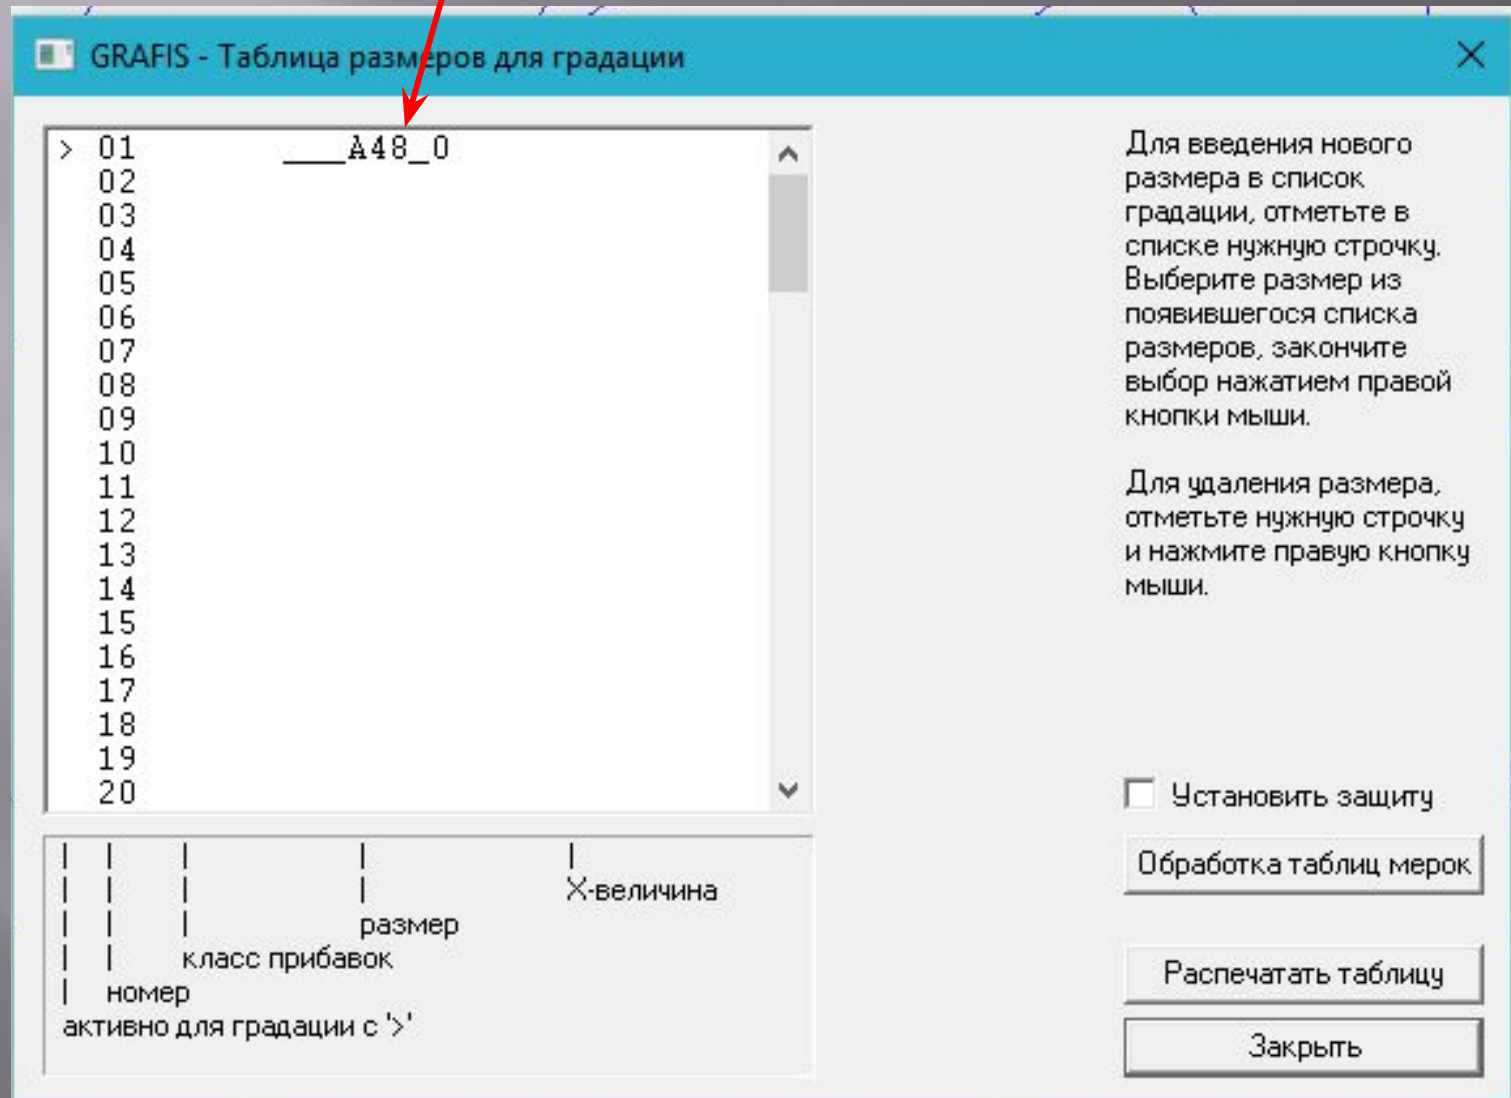 GRAFIS - Таблица размеров для градации
> 01 ___A48_0
02
03
04
05
06
07
08
09
10
11
12
13
14
15
16
17
18
19
20
Для введения нового
размера в список
градации, отметьте в
списке нужную строчку.
Выберите размер из
появившегося списка
размеров, закончите
выбор нажатием правой
кнопки мыши.
Для удаления размера,
отметьте нужную строчку
и нажмите правую кнопку
мыши.
Установить защиту
Обработка таблиц мерок
Распечатать таблицу
Закрыть
| | | | |
| | | | X-величина
| | | размер
| | класс прибавок
| номер
активно для градации с '>'